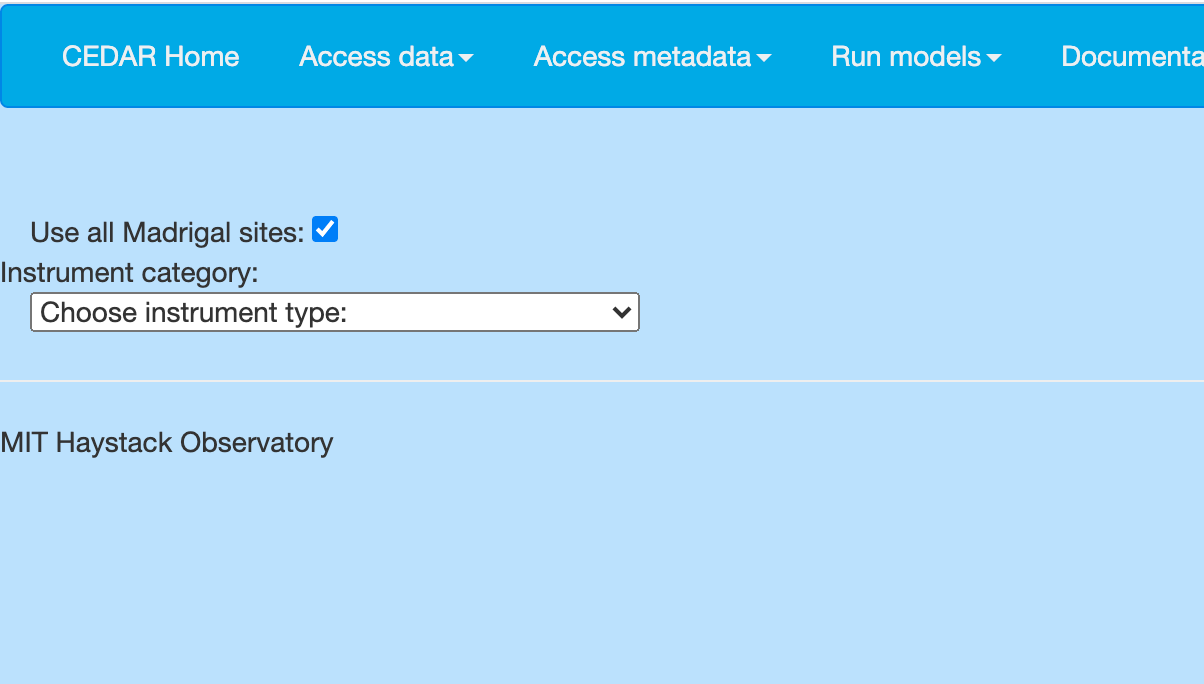 CEDAR Home Access data Access metadata Run models Documenta
Use all Madrigal sites:
Instrument category:
Choose instrument type:
MIT Haystack Observatory